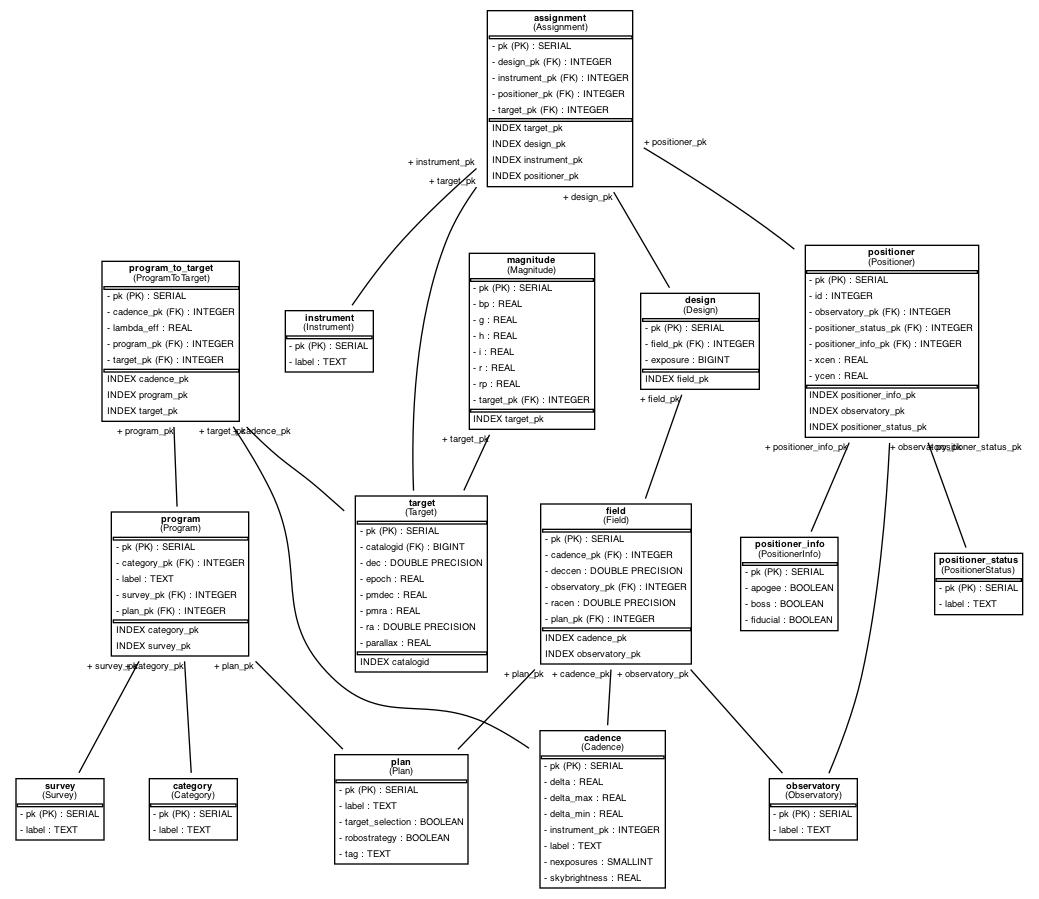 assignment
(Assignment)
- pk (PK) : SERIAL
- design_pk (FK) : INTEGER
- instrument_pk (FK) : INTEGER
- positioner_pk (FK) : INTEGER
- target_pk (FK) : INTEGER
INDEX target_pk
INDEX design_pk
INDEX instrument_pk
INDEX positioner_pk
+ instrument_pk
+ target_pk
+ design_pk
+ positioner_pk
program_to_target
(ProgramToTarget)
- pk (PK) : SERIAL
- cadence_pk (FK) : INTEGER
- lambda_eff : REAL
- program_pk (FK) : INTEGER
- target_pk (FK) : INTEGER
INDEX cadence_pk
INDEX program_pk
INDEX target_pk
+ program_pk
+ target_pk
+ cadence_pk
instrument
(Instrument)
- pk (PK) : SERIAL
- label : TEXT
magnitude
(Magnitude)
- pk (PK) : SERIAL
- bp : REAL
- g : REAL
- h : REAL
- i : REAL
- r : REAL
- rp : REAL
- target_pk (FK) : INTEGER
INDEX target_pk
+ target_pk
design
(Design)
- pk (PK) : SERIAL
- field_pk (FK) : INTEGER
- exposure : BIGINT
INDEX field_pk
+ field_pk
positioner
(Positioner)
- pk (PK) : SERIAL
- id : INTEGER
- observatory_pk (FK) : INTEGER
- positioner_status_pk (FK) : INTEGER
- positioner_info_pk (FK) : INTEGER
- xcen : REAL
- ycen : REAL
INDEX positioner_info_pk
INDEX observatory_pk
INDEX positioner_status_pk
+ positioner_info_pk
+ observatory_pk
+ positioner_status_pk
program
(Program)
- pk (PK) : SERIAL
- category_pk (FK) : INTEGER
- label : TEXT
- survey_pk (FK) : INTEGER
- plan_pk (FK) : INTEGER
INDEX category_pk
INDEX survey_pk
+ survey_pk
+ category_pk
+ plan_pk
target
(Target)
- pk (PK) : SERIAL
- catalogid (FK) : BIGINT
- dec : DOUBLE PRECISION
- epoch : REAL
- pmdec : REAL
- pmra : REAL
- ra : DOUBLE PRECISION
- parallax : REAL
INDEX catalogid
field
(Field)
- pk (PK) : SERIAL
- cadence_pk (FK) : INTEGER
- deccen : DOUBLE PRECISION
- observatory_pk (FK) : INTEGER
- racen : DOUBLE PRECISION
- plan_pk (FK) : INTEGER
INDEX cadence_pk
INDEX observatory_pk
+ plan_pk
+ cadence_pk
+ observatory_pk
positioner_info
(PositionerInfo)
- pk (PK) : SERIAL
- apogee : BOOLEAN
- boss : BOOLEAN
- fiducial : BOOLEAN
positioner_status
(PositionerStatus)
- pk (PK) : SERIAL
- label : TEXT
survey
(Survey)
- pk (PK) : SERIAL
- label : TEXT
category
(Category)
- pk (PK) : SERIAL
- label : TEXT
plan
(Plan)
- pk (PK) : SERIAL
- label : TEXT
- target_selection : BOOLEAN
- robostrategy : BOOLEAN
- tag : TEXT
cadence
(Cadence)
- pk (PK) : SERIAL
- delta : REAL
- delta_max : REAL
- delta_min : REAL
- instrument_pk : INTEGER
- label : TEXT
- nexposures : SMALLINT
- skybrightness : REAL
observatory
(Observatory)
- pk (PK) : SERIAL
- label : TEXT